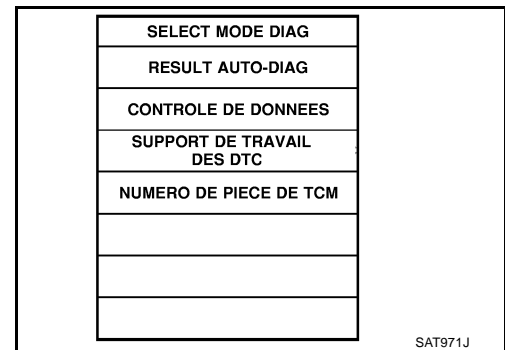 SELECT MODE DIAG
RESULT AUTO-DIAG
CONTROLE DE DONNEES
SUPPORT DE TRAVAIL
DES DTC
NUMERO DE PIECE DE TCM
SAT971J